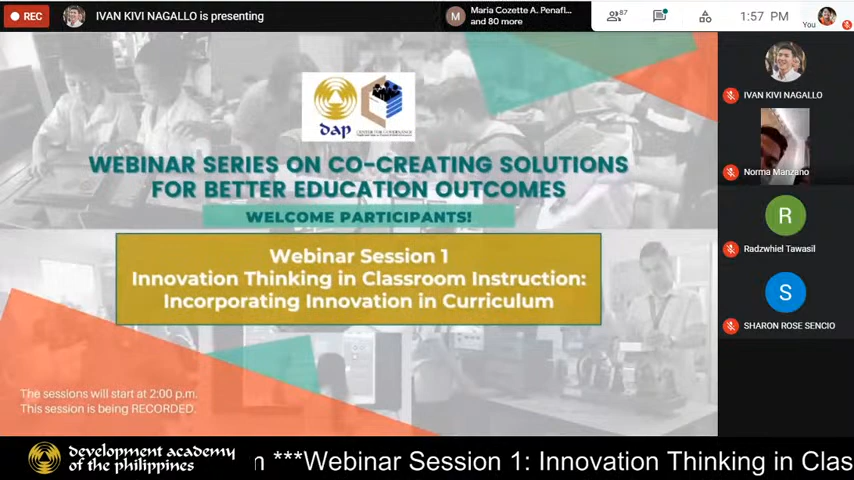 REC
IVAN KIVI NAGALLO is presenting
M
Maria Cozette A. Penafl...
and 80 more
87
1:57 PM
You
dap
WEBINAR SERIES ON CO-CREATING SOLUTIONS
FOR BETTER EDUCATION OUTCOMES
WELCOME PARTICIPANTS!
Webinar Session 1
Innovation Thinking in Classroom Instruction:
Incorporating Innovation in Curriculum
The sessions will start at 2:00 p.m.
This session is being RECORDED.
IVAN KIVI NAGALLO
Norma Manzano
R
Radzwhiel Tawasil
S
SHARON ROSE SENCIO
development academy
of the philippines
n ***Webinar Session 1: Innovation Thinking in Clas